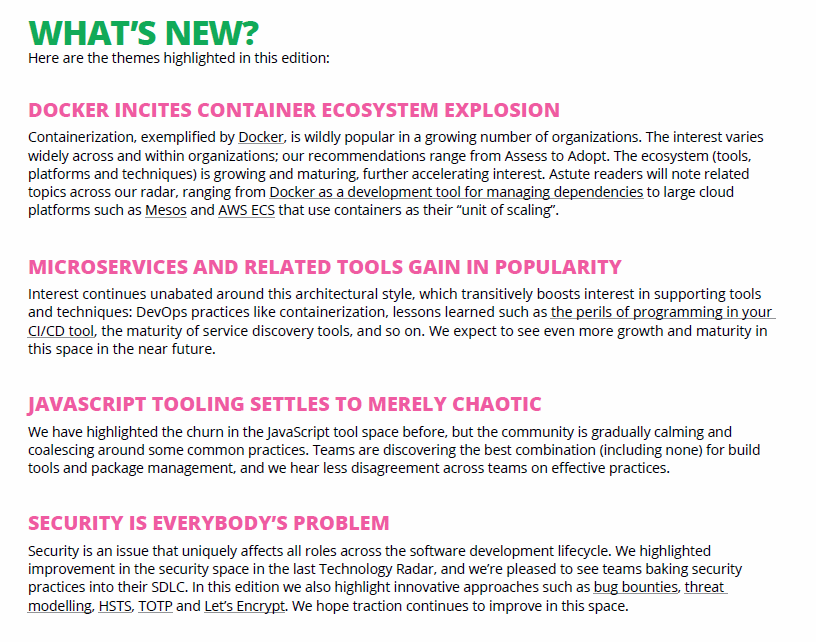 WHAT’S NEW?
Here are the themes highlighted in this edition:
DOCKER INCITES CONTAINER ECOSYSTEM EXPLOSION
Containerization, exemplified by Docker, is wildly popular in a growing number of organizations. The interest varies
widely across and within organizations; our recommendations range from Assess to Adopt. The ecosystem (tools,
platforms and techniques) is growing and maturing, further accelerating interest. Astute readers will note related
topics across our radar, ranging from Docker as a development tool for managing dependencies to large cloud
platforms such as Mesos and AWS ECS that use containers as their “unit of scaling”.
MICROSERVICES AND RELATED TOOLS GAIN IN POPULARITY
Interest continues unabated around this architectural style, which transitively boosts interest in supporting tools
and techniques: DevOps practices like containerization, lessons learned such as the perils of programming in your
CI/CD tool, the maturity of service discovery tools, and so on. We expect to see even more growth and maturity in
this space in the near future.
JAVASCRIPT TOOLING SETTLES TO MERELY CHAOTIC
We have highlighted the churn in the JavaScript tool space before, but the community is gradually calming and
coalescing around some common practices. Teams are discovering the best combination (including none) for build
tools and package management, and we hear less disagreement across teams on effective practices.
SECURITY IS EVERYBODY’S PROBLEM
Security is an issue that uniquely affects all roles across the software development lifecycle. We highlighted
improvement in the security space in the last Technology Radar, and we’re pleased to see teams baking security
practices into their SDLC. In this edition we also highlight innovative approaches such as bug bounties, threat
modelling, HSTS, TOTP and Let’s Encrypt. We hope traction continues to improve in this space.